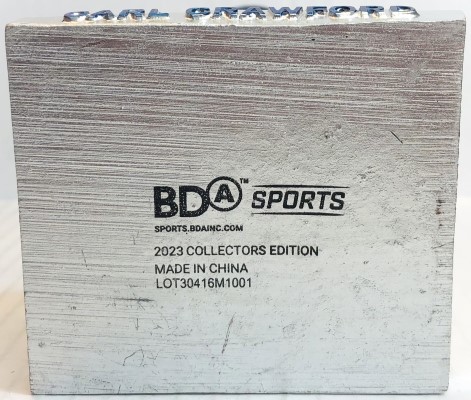 CARL CRAWFORD
BDA™ SPORTS
SPORTS.BDAINC.COM
2023 COLLECTORS EDITION
MADE IN CHINA
LOT30416M1001